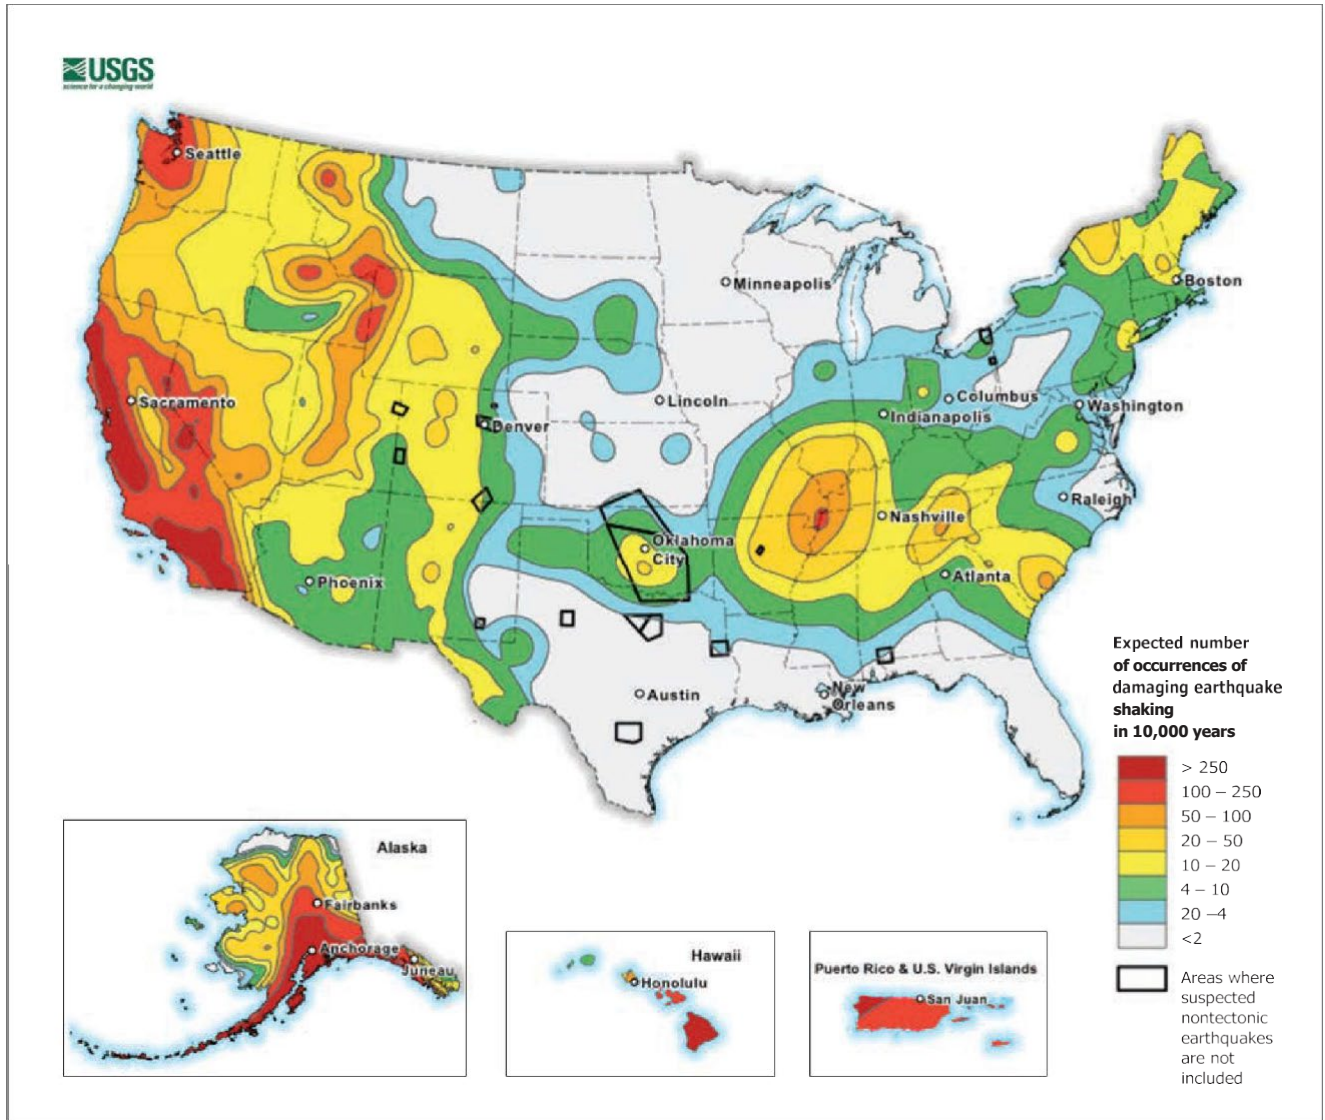 USGS
science for a changing world
Seattle
Minneapolis
Boston
Sacramento
Lincoln
Columbus
Washington
Indianapolis
Denver
Raleigh
Nashville
Oklahoma
City
Atlanta
Phoenix
Austin
New
Orleans
Expected number
of occurrences of
damaging earthquake
shaking
in 10,000 years
> 250
100 – 250
50 – 100
20 – 50
10 – 20
4 – 10
20 –4
<2
Areas where
suspected
nontectonic
earthquakes
are not
included
Alaska
Fairbanks
Anchorage
Juneau
Hawaii
Honolulu
Puerto Rico & U.S. Virgin Islands
San Juan